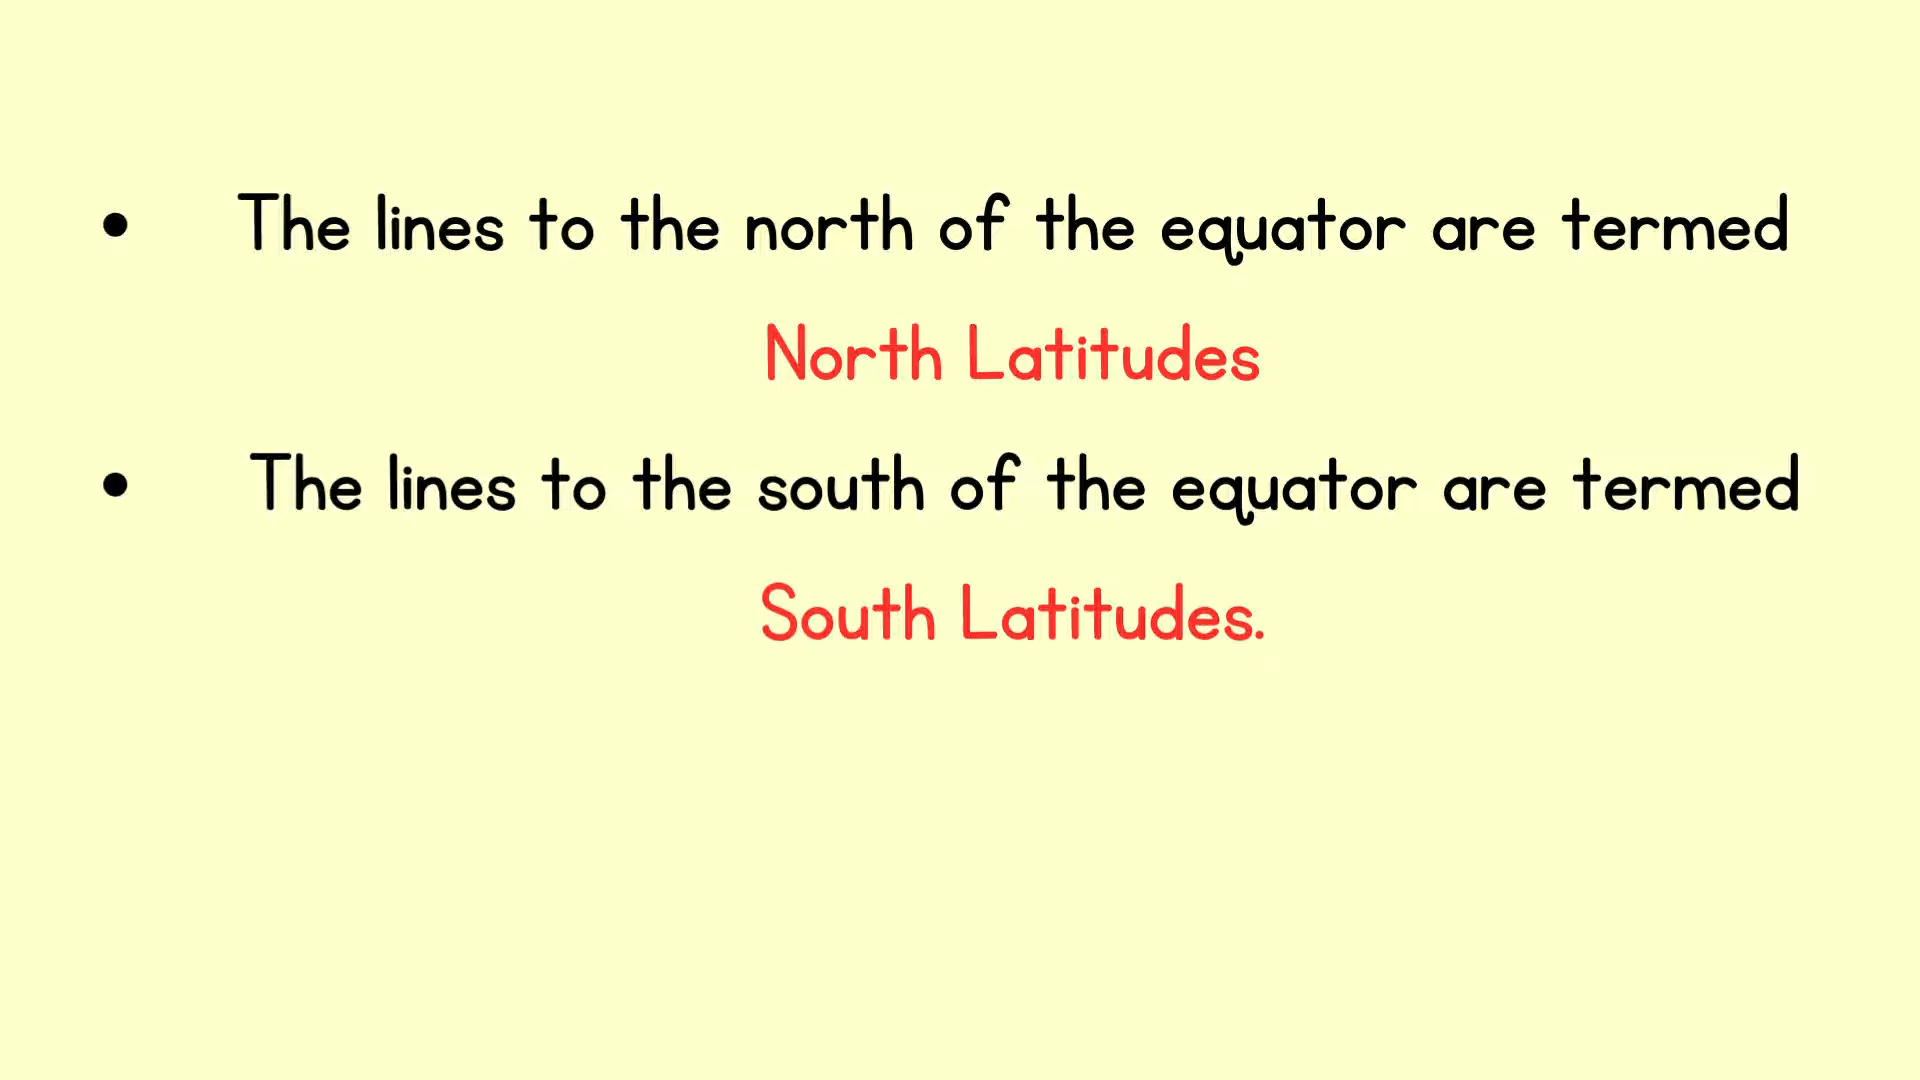 • The lines to the north of the equator are termed
North Latitudes
• The lines to the south of the equator are termed
South Latitudes.